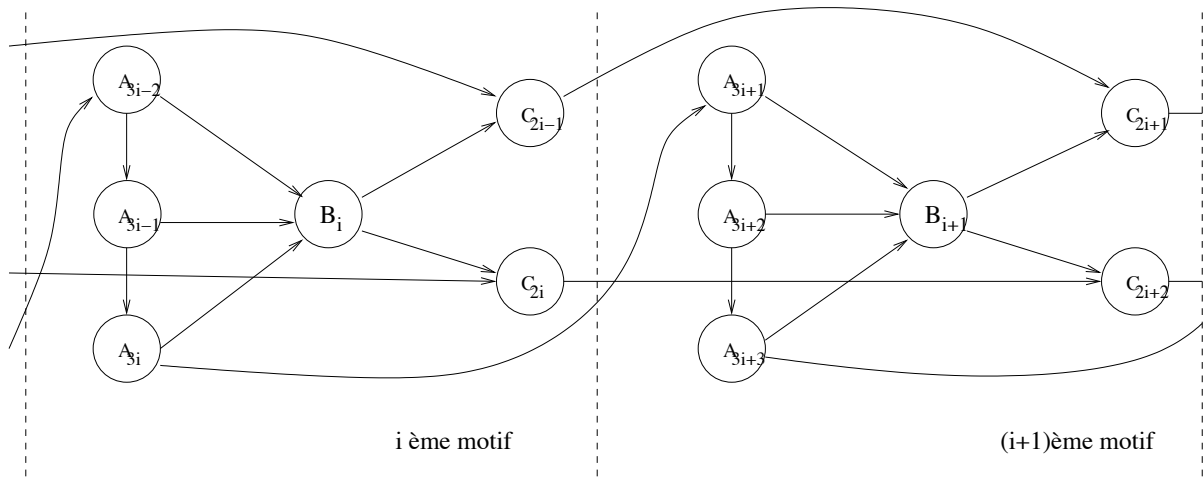 A3i−2
C2i−1
A3i−1
Bi
C2i
A3i
i ème motif
A3i+1
C2i+1
A3i+2
Bi+1
C2i+2
A3i+3
(i+1)ème motif